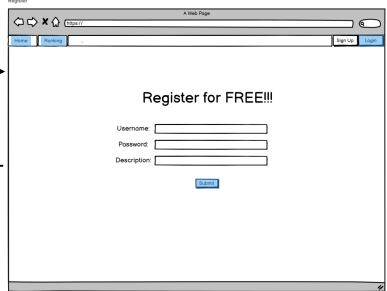 Register
A Web Page
https://
Home Ranking ... Sign Up Login
Register for FREE!!!
Username:
Password:
Description:
Submit